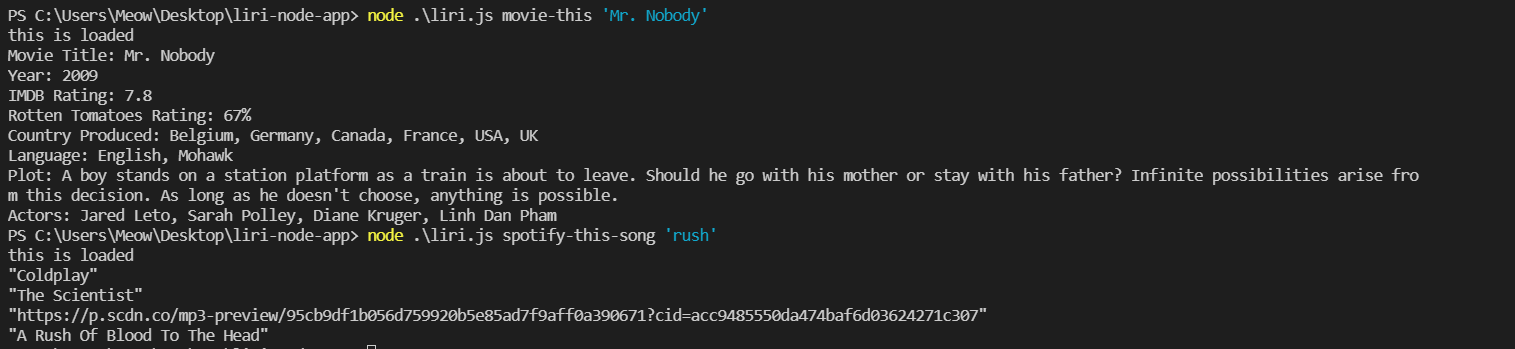 PS C:\Users\Meow\Desktop\liri-node-app> node .\liri.js movie-this 'Mr. Nobody'
this is loaded
Movie Title: Mr. Nobody
Year: 2009
IMDB Rating: 7.8
Rotten Tomatoes Rating: 67%
Country Produced: Belgium, Germany, Canada, France, USA, UK
Language: English, Mohawk
Plot: A boy stands on a station platform as a train is about to leave. Should he go with his mother or stay with his father? Infinite possibilities arise fro
m this decision. As long as he doesn't choose, anything is possible.
Actors: Jared Leto, Sarah Polley, Diane Kruger, Linh Dan Pham
PS C:\Users\Meow\Desktop\liri-node-app> node .\liri.js spotify-this-song 'rush'
this is loaded
"Coldplay"
"The Scientist"
"https://p.scdn.co/mp3-preview/95cb9df1b056d759920b5e85ad7f9aff0a390671?cid=acc9485550da474baf6d03624271c307"
"A Rush Of Blood To The Head"